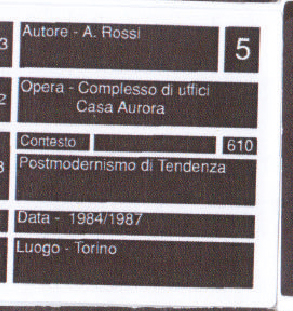 3
Autore - A. Rossi
5
2
Opera - Complesso di uffici
Casa Aurora
Contesto
610
Postmodernismo di Tendenza
Data - 1984/1987
Luogo - Torino